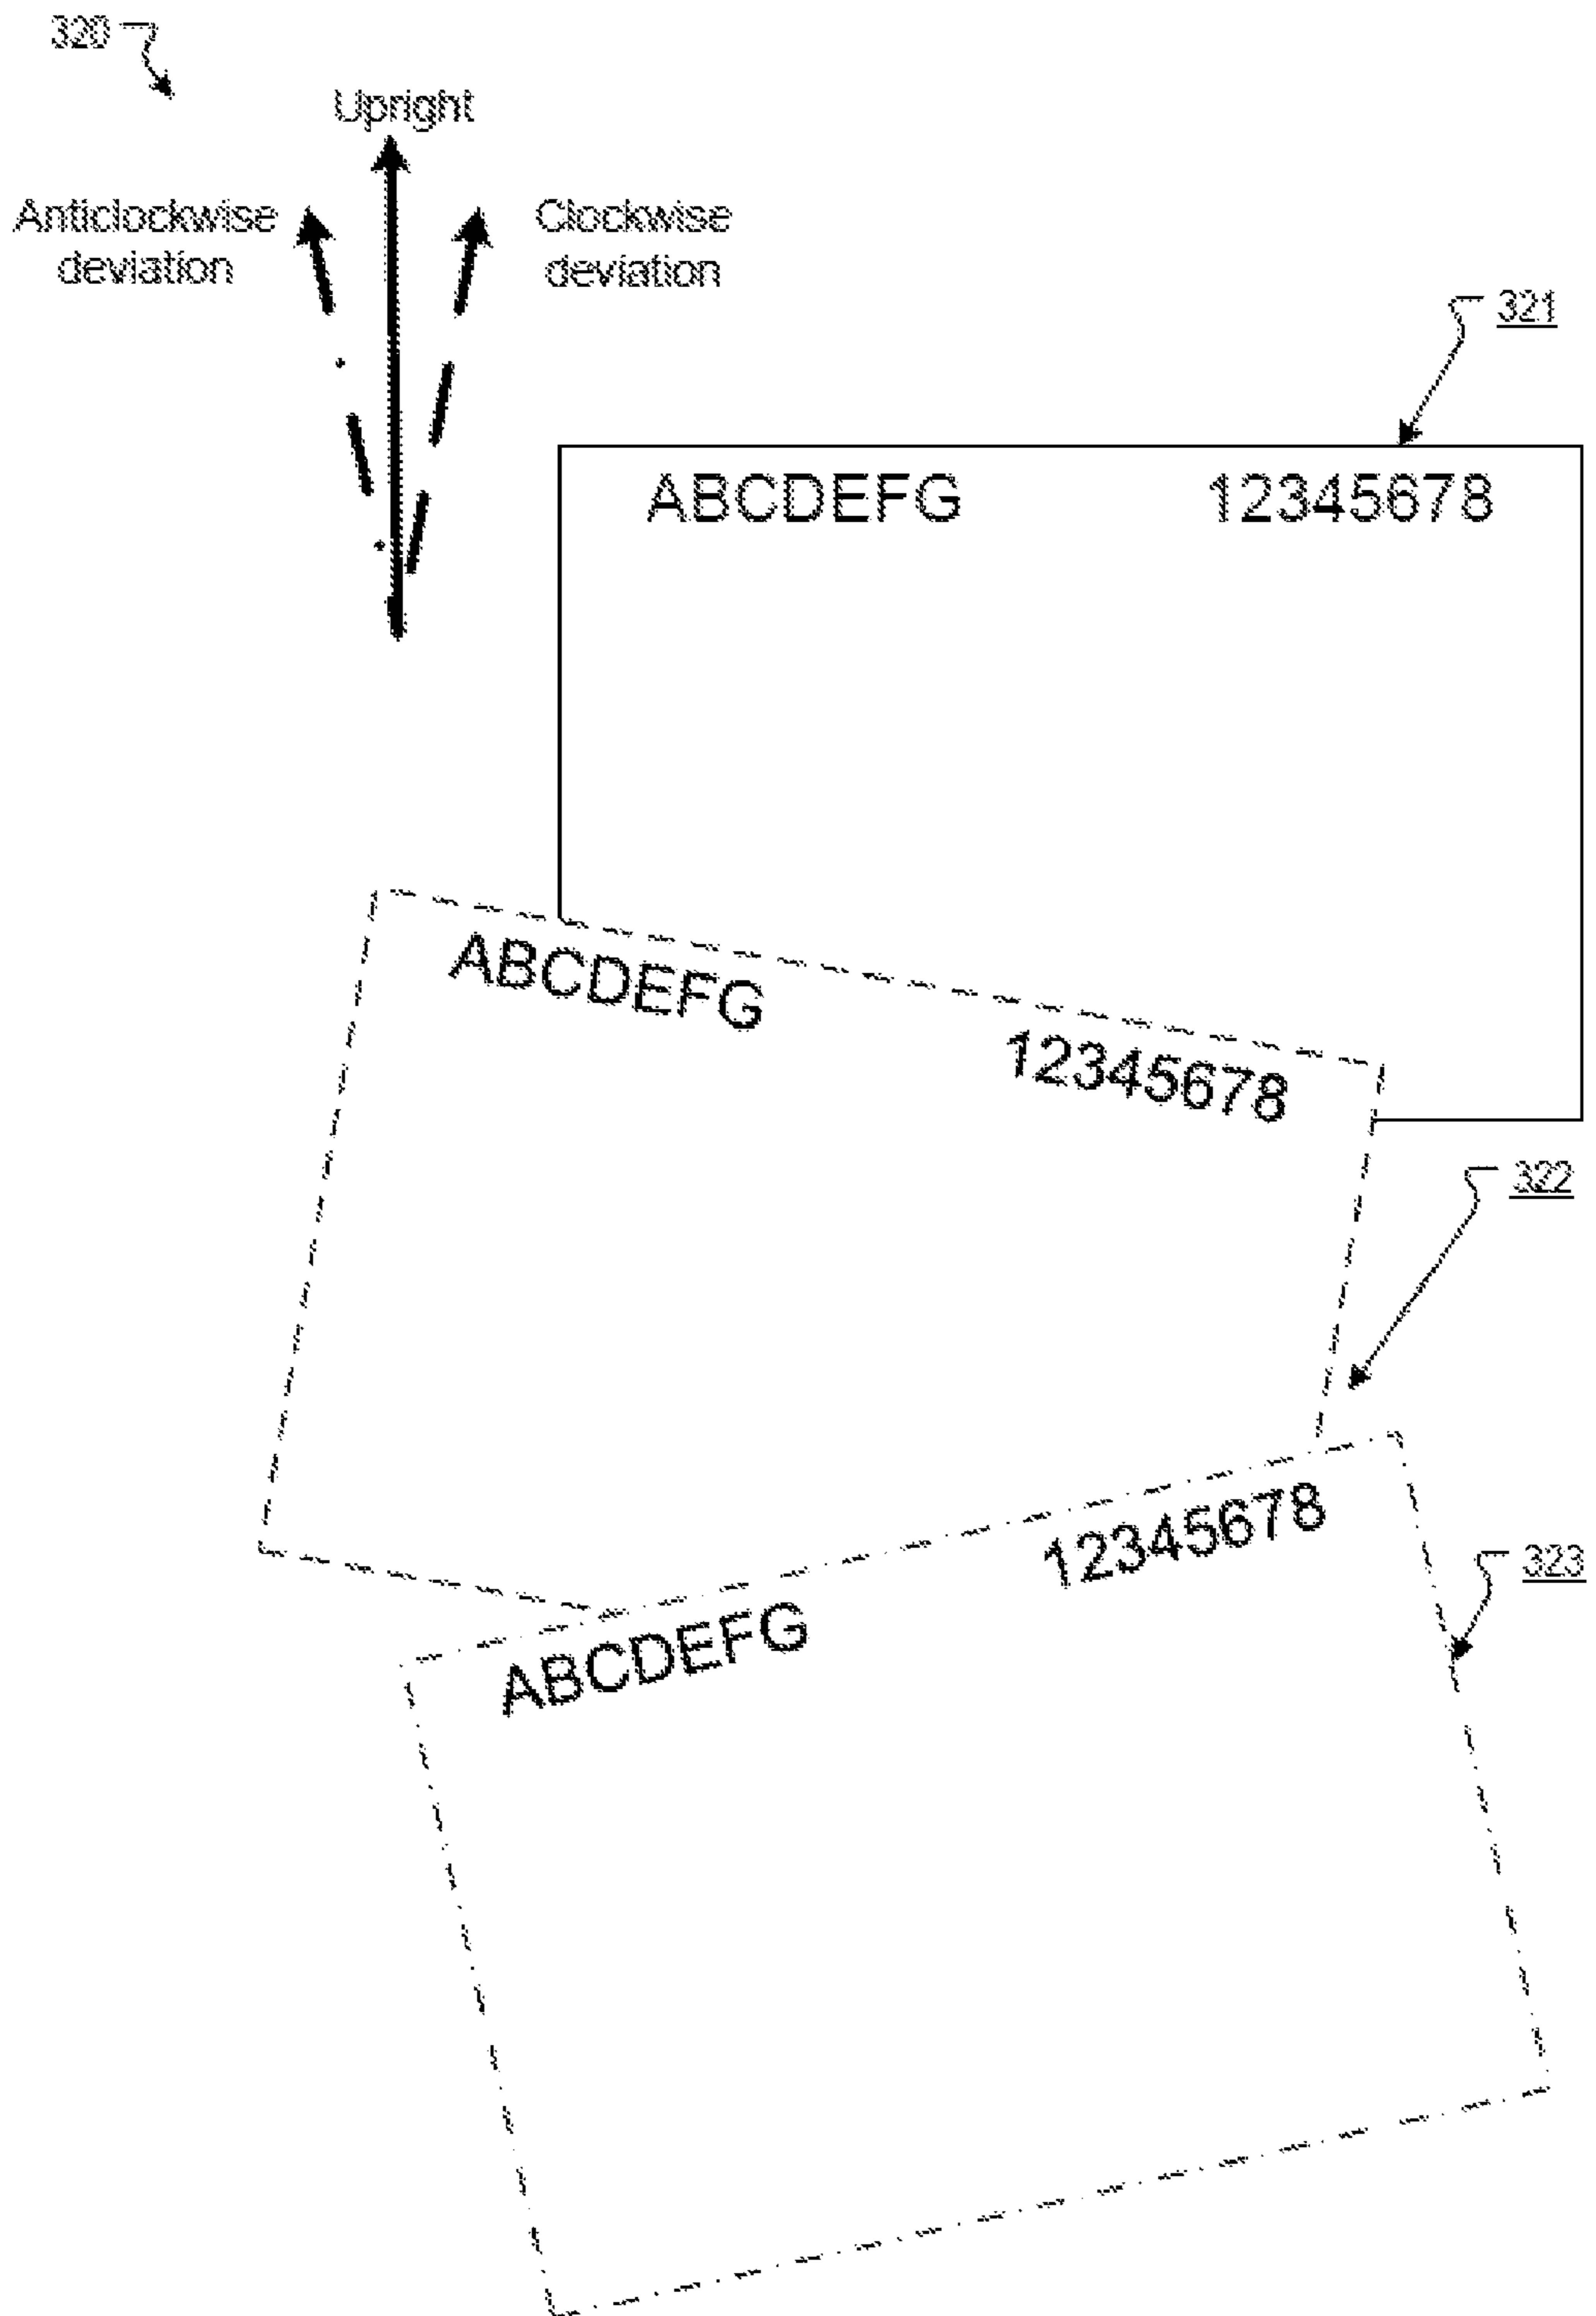 320
Upright
Anticlockwise
deviation
Clockwise
deviation
321
ABCDEFG 12345678
ABCDEFG
12345678
322
12345678
323
ABCDEFG